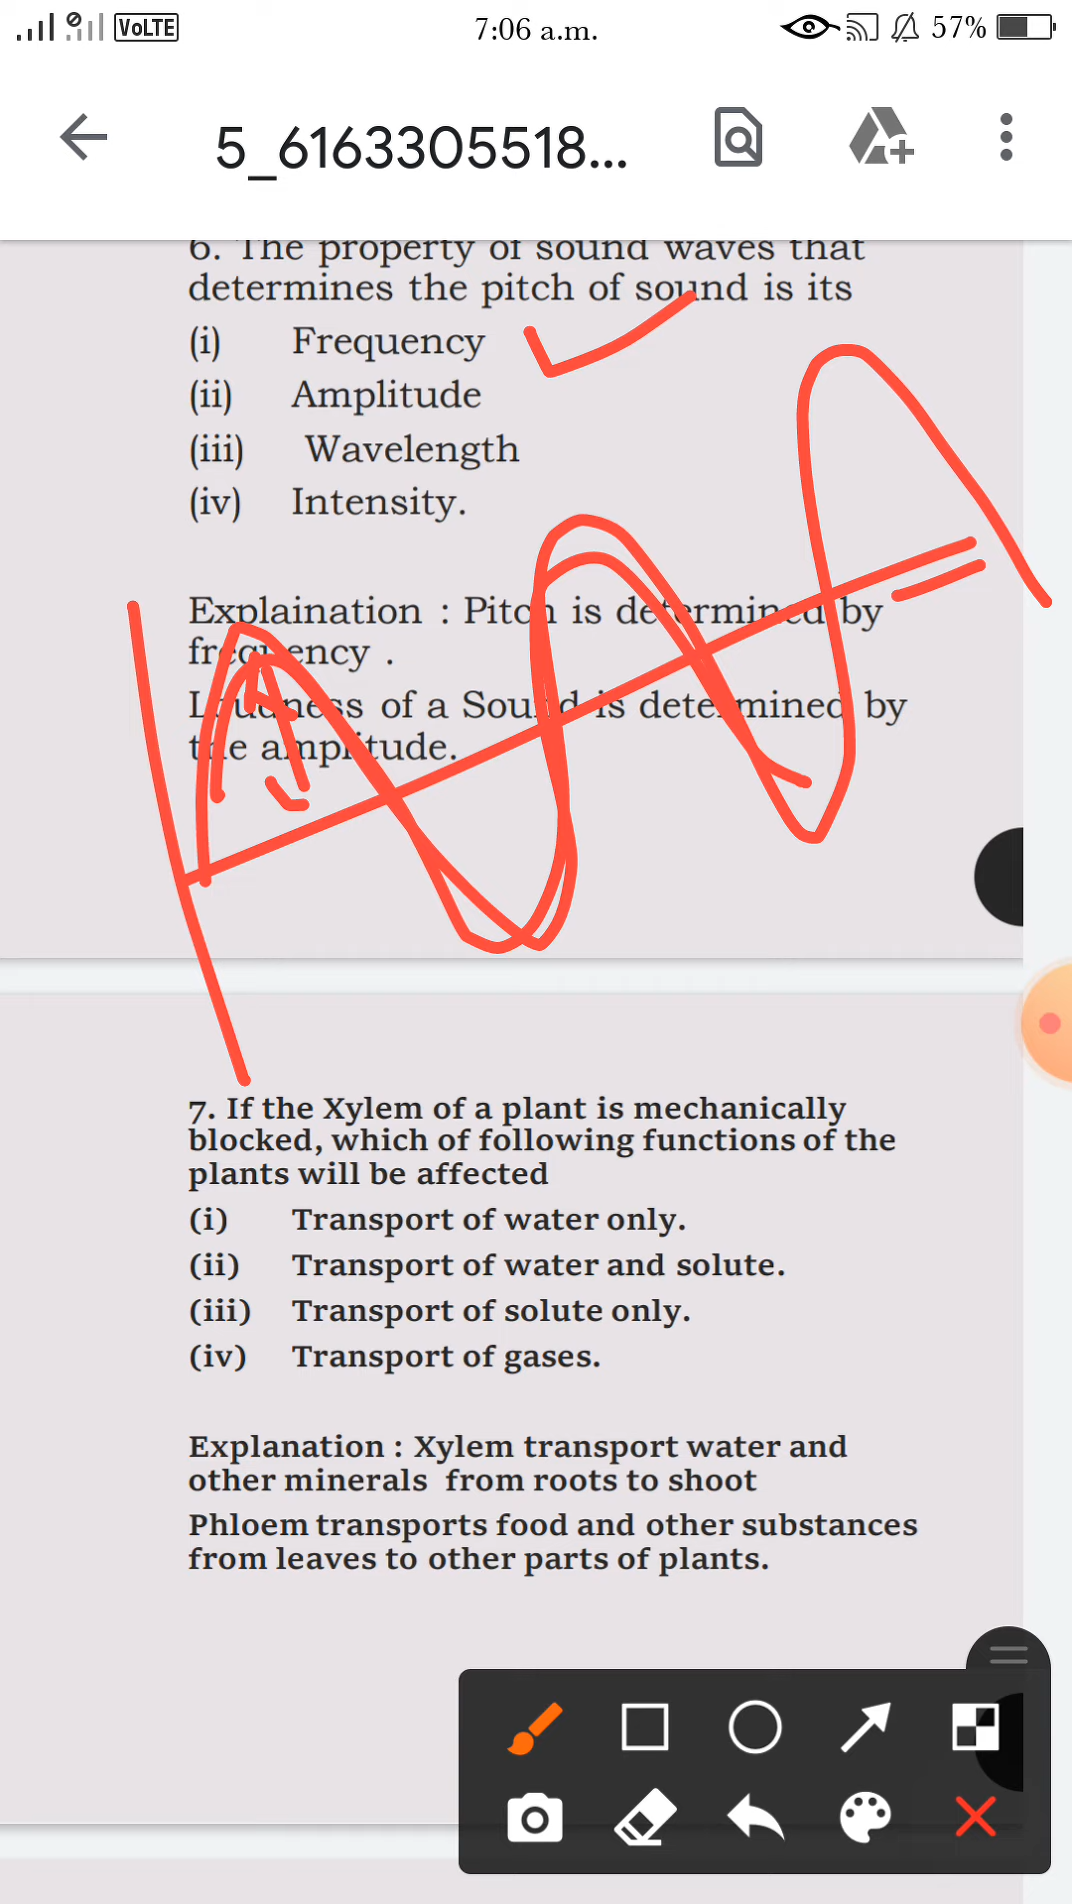 VoLTE
7:06 a.m.
57%
5_6163305518...
6. The property of sound waves that
determines the pitch of sound is its
(i) Frequency
(ii) Amplitude
(iii) Wavelength
(iv) Intensity.
Explaination : Pitch is determined by
frequency .
Loudness of a Sound is determined by
the amplitude.
7. If the Xylem of a plant is mechanically
blocked, which of following functions of the
plants will be affected
(i) Transport of water only.
(ii) Transport of water and solute.
(iii) Transport of solute only.
(iv) Transport of gases.
Explanation : Xylem transport water and
other minerals from roots to shoot
Phloem transports food and other substances
from leaves to other parts of plants.